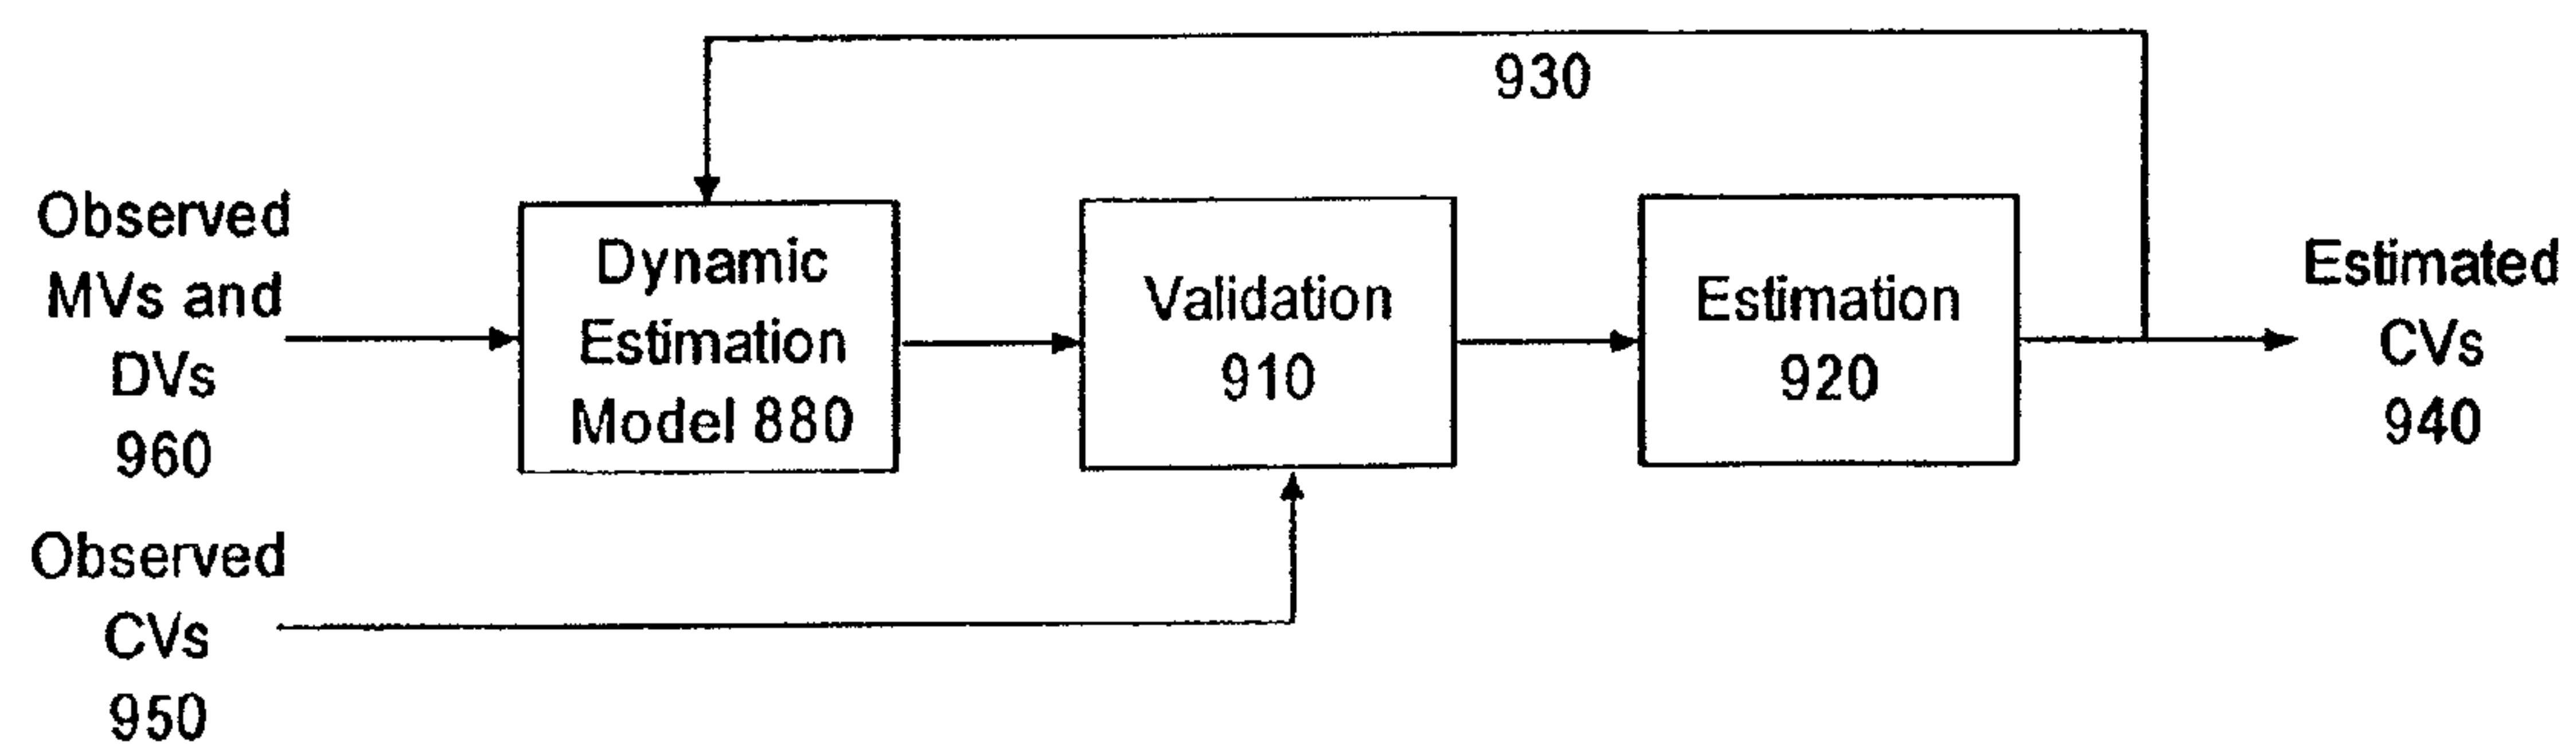 930
Observed
MVs and
DVs
960
Dynamic
Estimation
Model 880
Validation
910
Estimation
920
Estimated
CVs
940
Observed
CVs
950